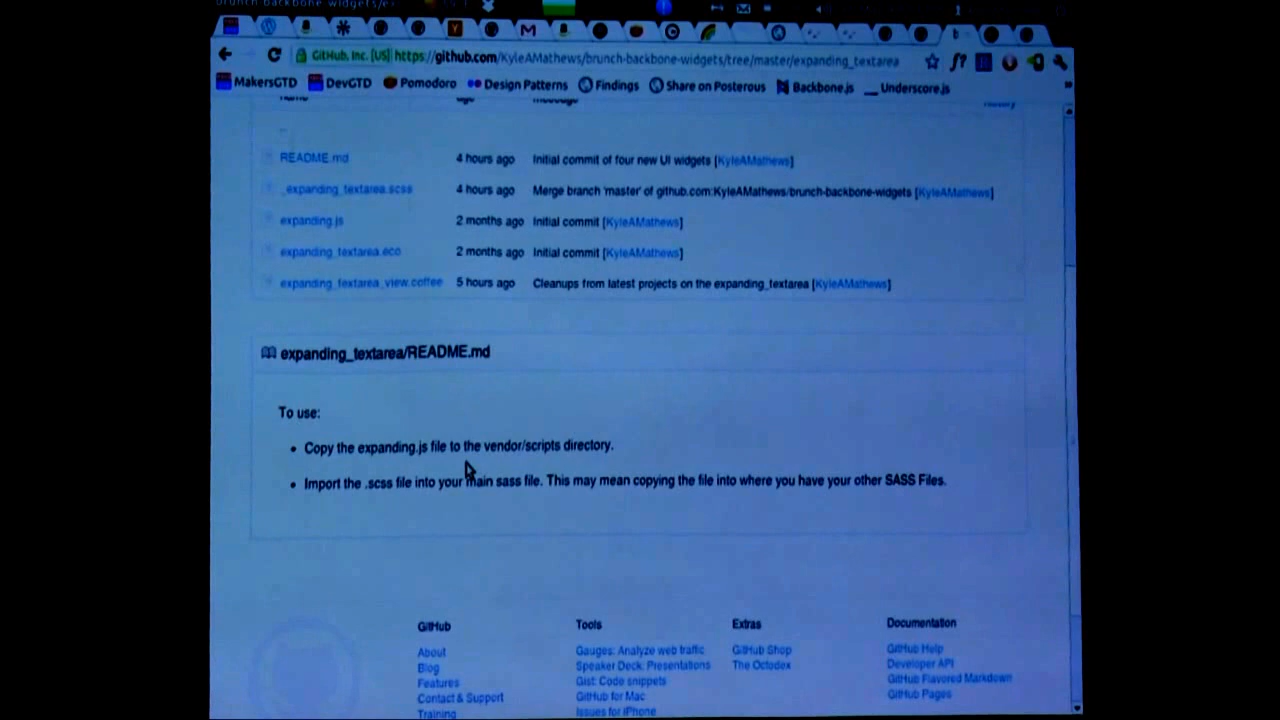 brunch-backbone-widgets/e
GitHub, Inc. [US] https://github.com/KyleAMathews/brunch-backbone-widgets/tree/master/expanding_textarea
MakersGTD DevGTD Pomodoro Design Patterns Findings Share on Posterous Backbone.js Underscore.js
name ago message history
..
README.md 4 hours ago Initial commit of four new UI widgets [KyleAMathews]
_expanding_textarea.scss 4 hours ago Merge branch 'master' of github.com:KyleAMathews/brunch-backbone-widgets [KyleAMathews]
expanding.js 2 months ago Initial commit [KyleAMathews]
expanding_textarea.eco 2 months ago Initial commit [KyleAMathews]
expanding_textarea_view.coffee 5 hours ago Cleanups from latest projects on the expanding_textarea [KyleAMathews]
expanding_textarea/README.md
To use:
• Copy the expanding.js file to the vendor/scripts directory.
• Import the .scss file into your main sass file. This may mean copying the file into where you have your other SASS Files.
GitHub Tools Extras Documentation
About Gauges: Analyze web traffic GitHub Shop GitHub Help
Blog Speaker Deck: Presentations The Octodex Developer API
Features Gist: Code snippets GitHub Flavored Markdown
Contact & Support GitHub for Mac GitHub Pages
Training Issues for iPhone